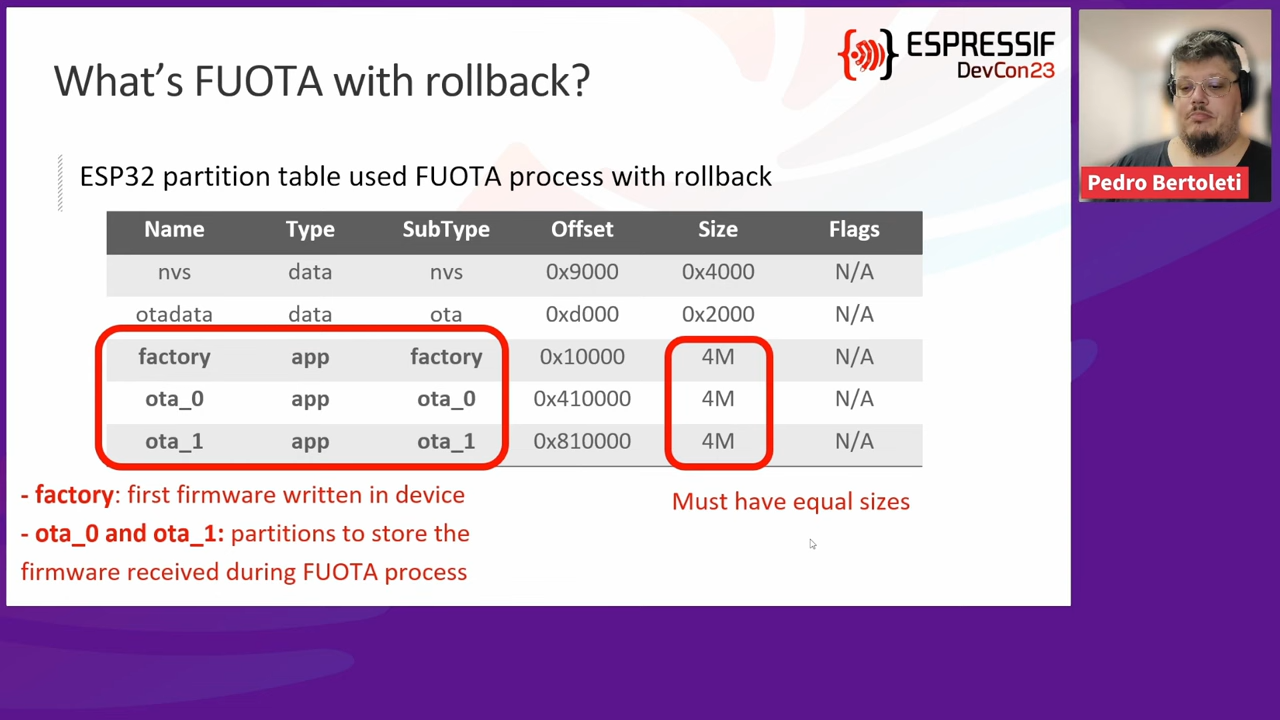 What's FUOTA with rollback?
ESPRESSIF
DevCon23
ESP32 partition table used FUOTA process with rollback
Name Type SubType Offset Size Flags
nvs data nvs 0x9000 0x4000 N/A
otadata data ota 0xd000 0x2000 N/A
factory app factory 0x10000 4M N/A
ota_0 app ota_0 0x410000 4M N/A
ota_1 app ota_1 0x810000 4M N/A
- factory: first firmware written in device
- ota_0 and ota_1: partitions to store the
firmware received during FUOTA process
Must have equal sizes
Pedro Bertoleti